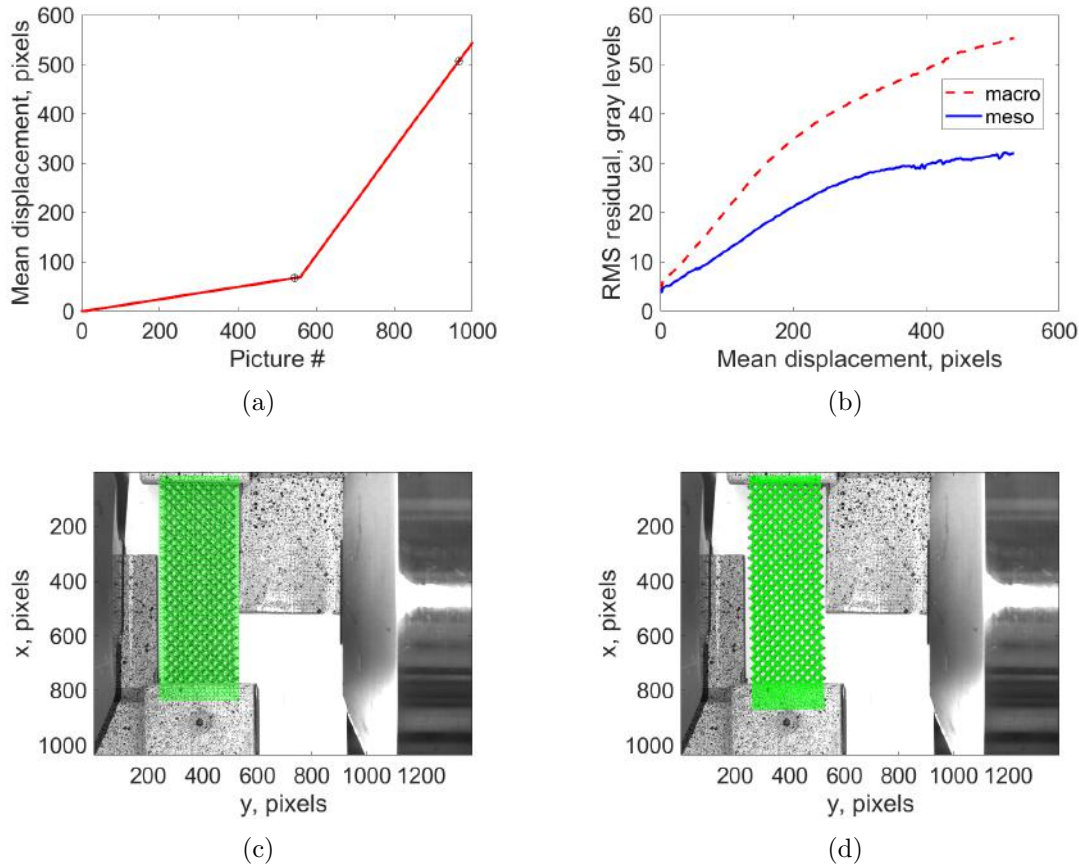 600
500
400
300
200
100
0
Mean displacement, pixels
0 200 400 600 800 1000
Picture #
(a)
60
50
40
30
20
10
0
RMS residual, gray levels
macro
meso
0 200 400 600
Mean displacement, pixels
(b)
200
400
600
800
1000
x, pixels
200 400 600 800 1000 1200
y, pixels
(c)
200
400
600
800
1000
x, pixels
200 400 600 800 1000 1200
y, pixels
(d)